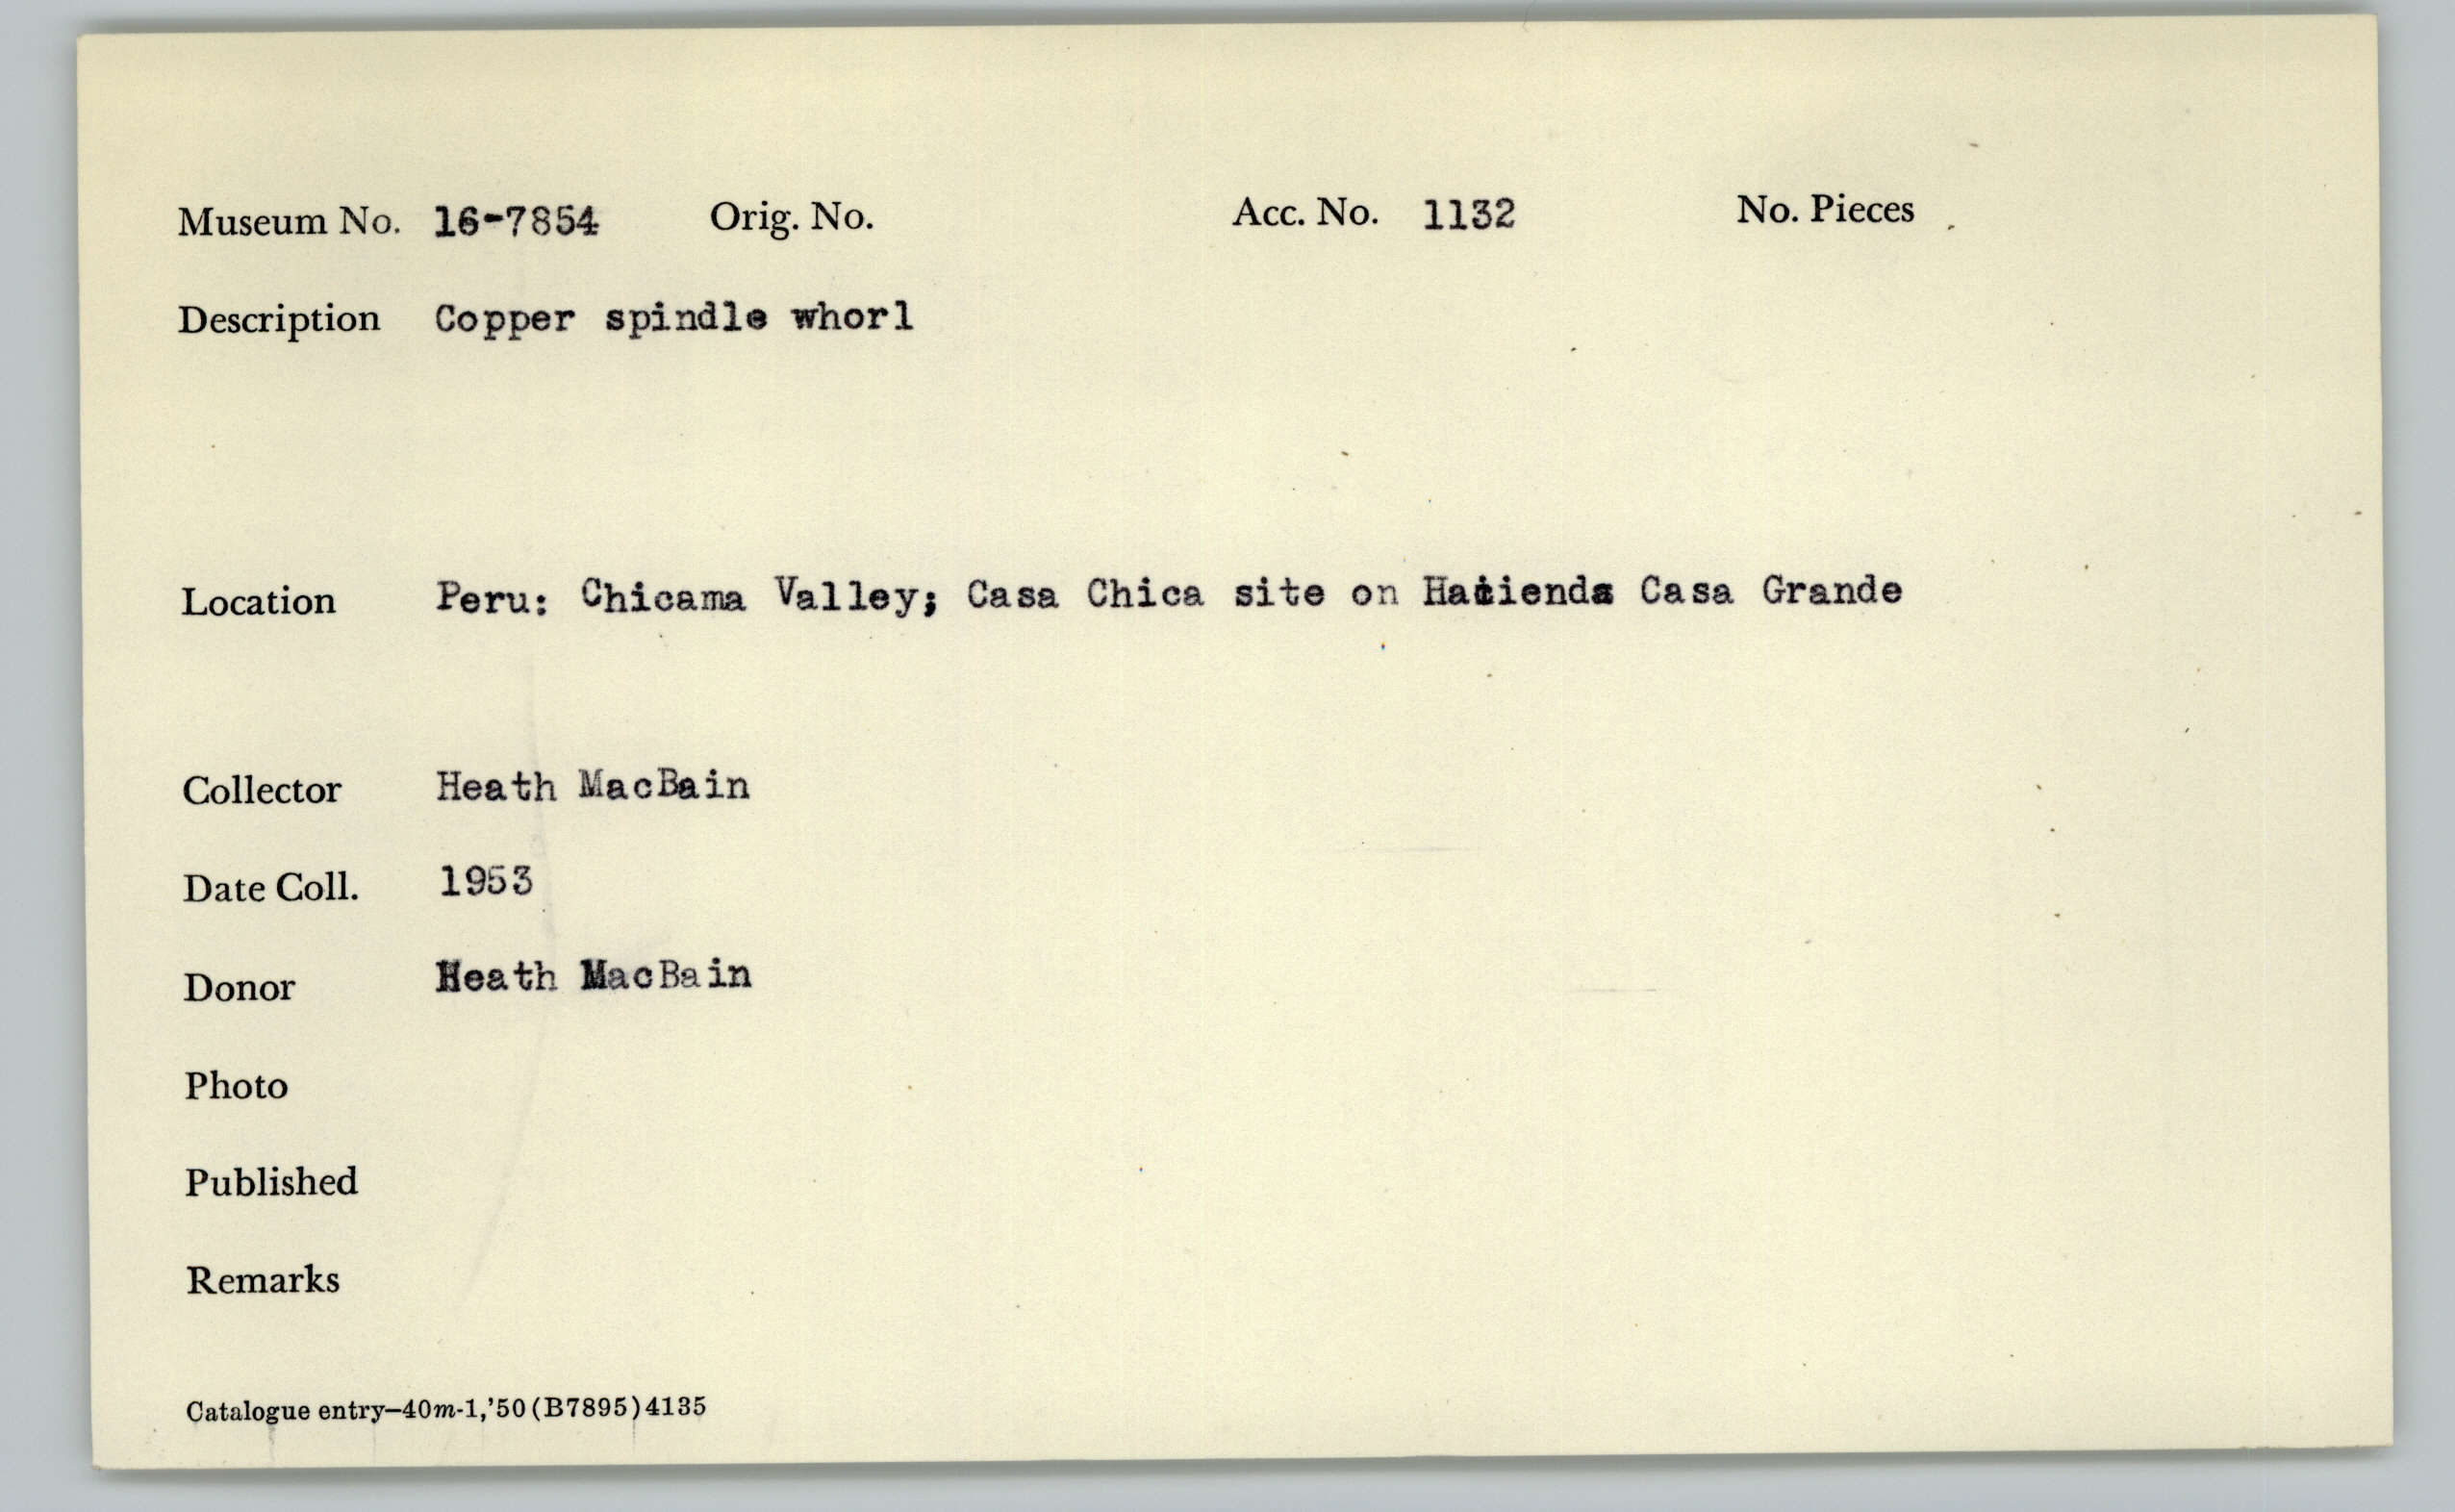 Museum No. 16-7854 Orig. No. Acc. No. 1132 No. Pieces
Description Copper spindle whorl
Location Peru: Chicama Valley; Casa Chica site on Hacienda Casa Grande
Collector Heath MacBain
Date Coll. 1953
Donor Heath MacBain
Photo
Published
Remarks
Catalogue entry—40m-1,'50(B7895)4135